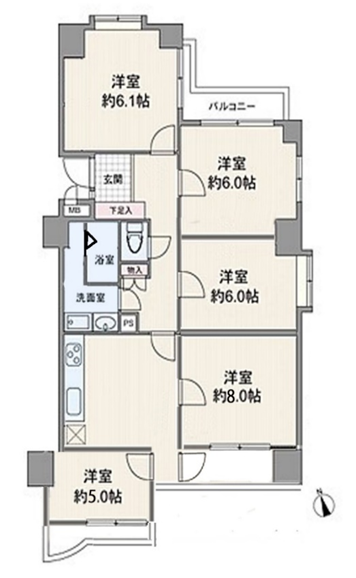 洋室
約6.1帖
バルコニー
洋室
約6.0帖
玄関
下足入
MB
浴室
物入
洋室
約6.0帖
洗面室
PS
洋室
約8.0帖
洋室
約5.0帖
N